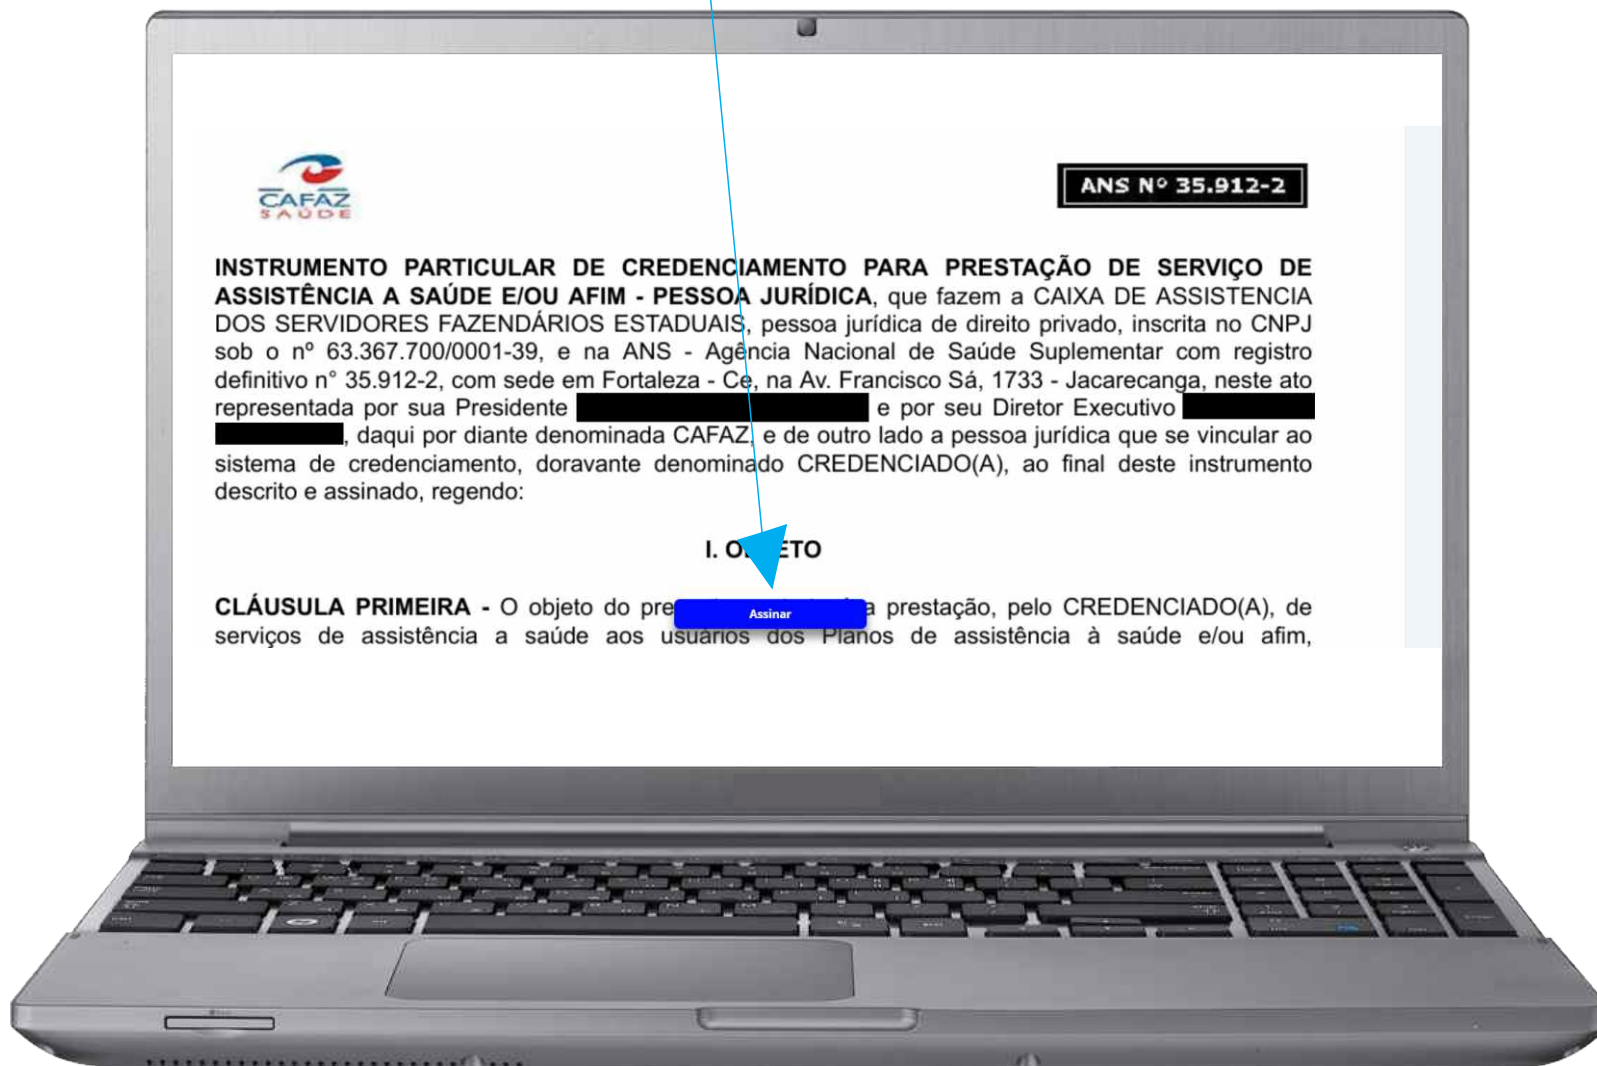 CAFAZ
SAÚDE
ANS Nº 35.912-2
INSTRUMENTO PARTICULAR DE CREDENCIAMENTO PARA PRESTAÇÃO DE SERVIÇO DE
ASSISTÊNCIA A SAÚDE E/OU AFIM - PESSOA JURÍDICA, que fazem a CAIXA DE ASSISTENCIA
DOS SERVIDORES FAZENDÁRIOS ESTADUAIS, pessoa jurídica de direito privado, inscrita no CNPJ
sob o nº 63.367.700/0001-39, e na ANS - Agência Nacional de Saúde Suplementar com registro
definitivo n° 35.912-2, com sede em Fortaleza - Ce, na Av. Francisco Sá, 1733 - Jacarecanga, neste ato
representada por sua Presidente e por seu Diretor Executivo
, daqui por diante denominada CAFAZ, e de outro lado a pessoa jurídica que se vincular ao
sistema de credenciamento, doravante denominado CREDENCIADO(A), ao final deste instrumento
descrito e assinado, regendo:
I. O ETO
CLÁUSULA PRIMEIRA - O objeto do pre a prestação, pelo CREDENCIADO(A), de
Assinar
serviços de assistência a saúde aos usuários dos Planos de assistência à saúde e/ou afim,